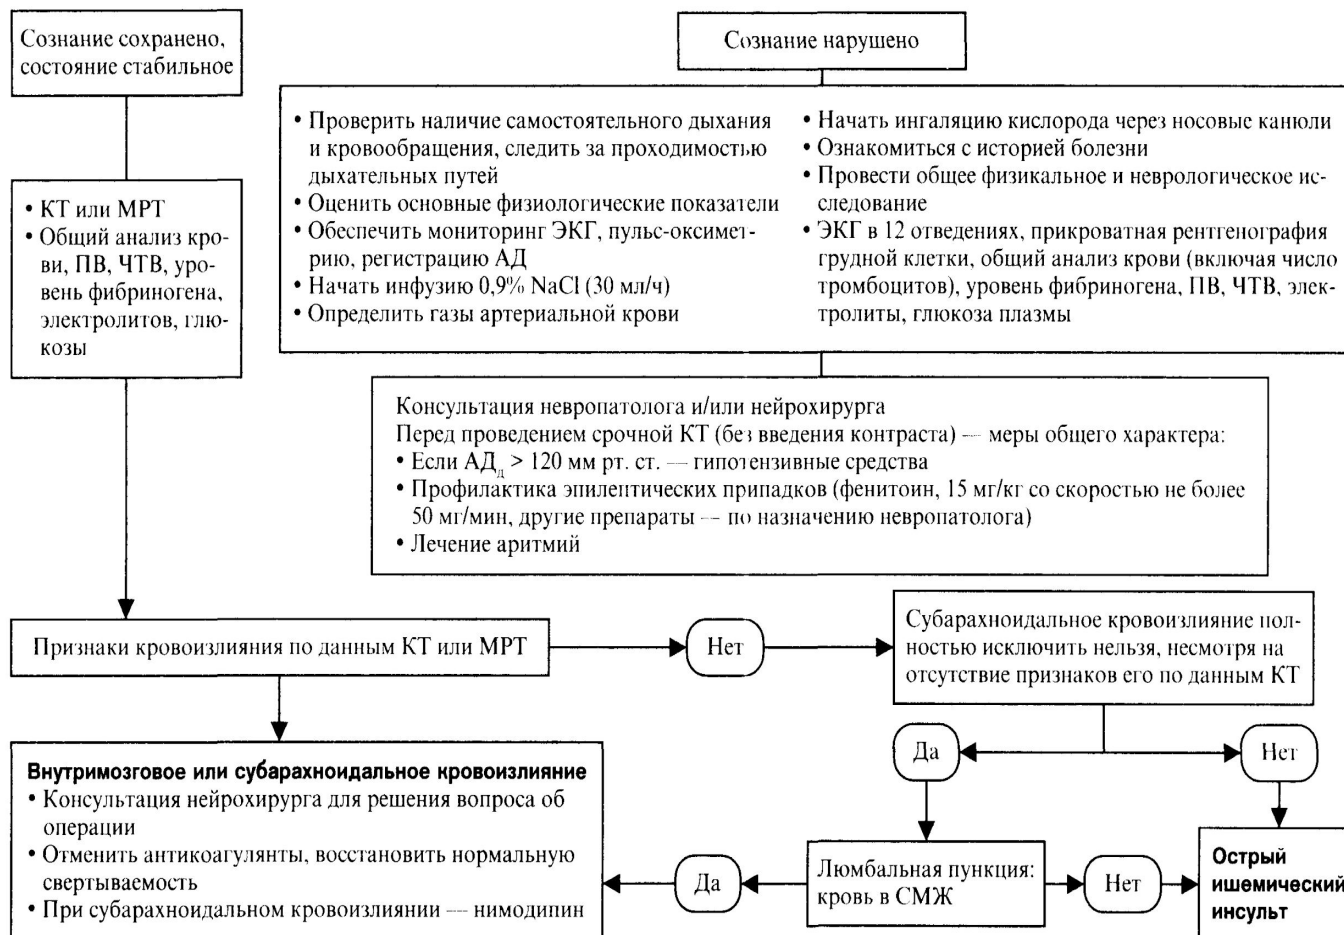 Сознание сохранено,
состояние стабильное
Сознание нарушено
• КТ или МРТ
• Общий анализ кро-
ви, ПВ, ЧТВ, уро-
вень фибриногена,
электролитов, глю-
козы
• Проверить наличие самостоятельного дыхания
и кровообращения, следить за проходимостью
дыхательных путей
• Оценить основные физиологические показатели
• Обеспечить мониторинг ЭКГ, пульс-оксимет-
рию, регистрацию АД
• Начать инфузию 0,9% NaCl (30 мл/ч)
• Определить газы артериальной крови
• Начать ингаляцию кислорода через носовые канюли
• Ознакомиться с историей болезни
• Провести общее физикальное и неврологическое ис-
следование
• ЭКГ в 12 отведениях, прикроватная рентгенография
грудной клетки, общий анализ крови (включая число
тромбоцитов), уровень фибриногена, ПВ, ЧТВ, элек-
тролиты, глюкоза плазмы
Консультация невропатолога и/или нейрохирурга
Перед проведением срочной КТ (без введения контраста) — меры общего характера:
• Если АДд > 120 мм рт. ст. — гипотензивные средства
• Профилактика эпилептических припадков (фенитоин, 15 мг/кг со скоростью не более
50 мг/мин, другие препараты — по назначению невропатолога)
• Лечение аритмий
Признаки кровоизлияния по данным КТ или МРТ
Нет
Субарахноидальное кровоизлияние пол-
ностью исключить нельзя, несмотря на
отсутствие признаков его по данным КТ
Да
Нет
Внутримозговое или субарахноидальное кровоизлияние
• Консультация нейрохирурга для решения вопроса об
операции
• Отменить антикоагулянты, восстановить нормальную
свертываемость
• При субарахноидальном кровоизлиянии — нимодипин
Да
Люмбальная пункция:
кровь в СМЖ
Нет
Острый
ишемический
инсульт